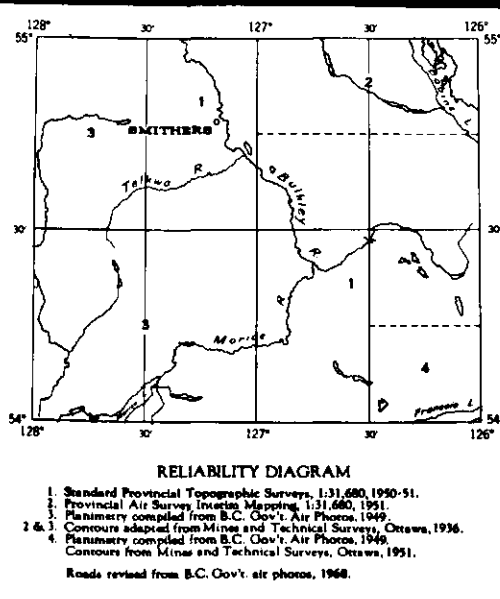 128° 30' 127° 30' 126°
55° 55°
2
Babine L
1
3
SMITHERS
Telkwa R
Bulkley R
30' 30'
1
R
3
Morice
4
Francois L
54° 54°
128° 30' 127° 30' 126°
RELIABILITY DIAGRAM
1. Standard Provincial Topographic Surveys, 1:31,680, 1950-51.
2. Provincial Air Survey Interim Mapping, 1:31,680, 1951.
3. Planimetry compiled from B.C. Gov't. Air Photos, 1949.
2 & 3. Contours adapted from Mines and Technical Surveys, Ottawa, 1936.
4. Planimetry compiled from B.C. Gov't. Air Photos, 1949.
Contours from Mines and Technical Surveys, Ottawa, 1951.
Roads revised from B.C. Gov't. air photos, 1968.